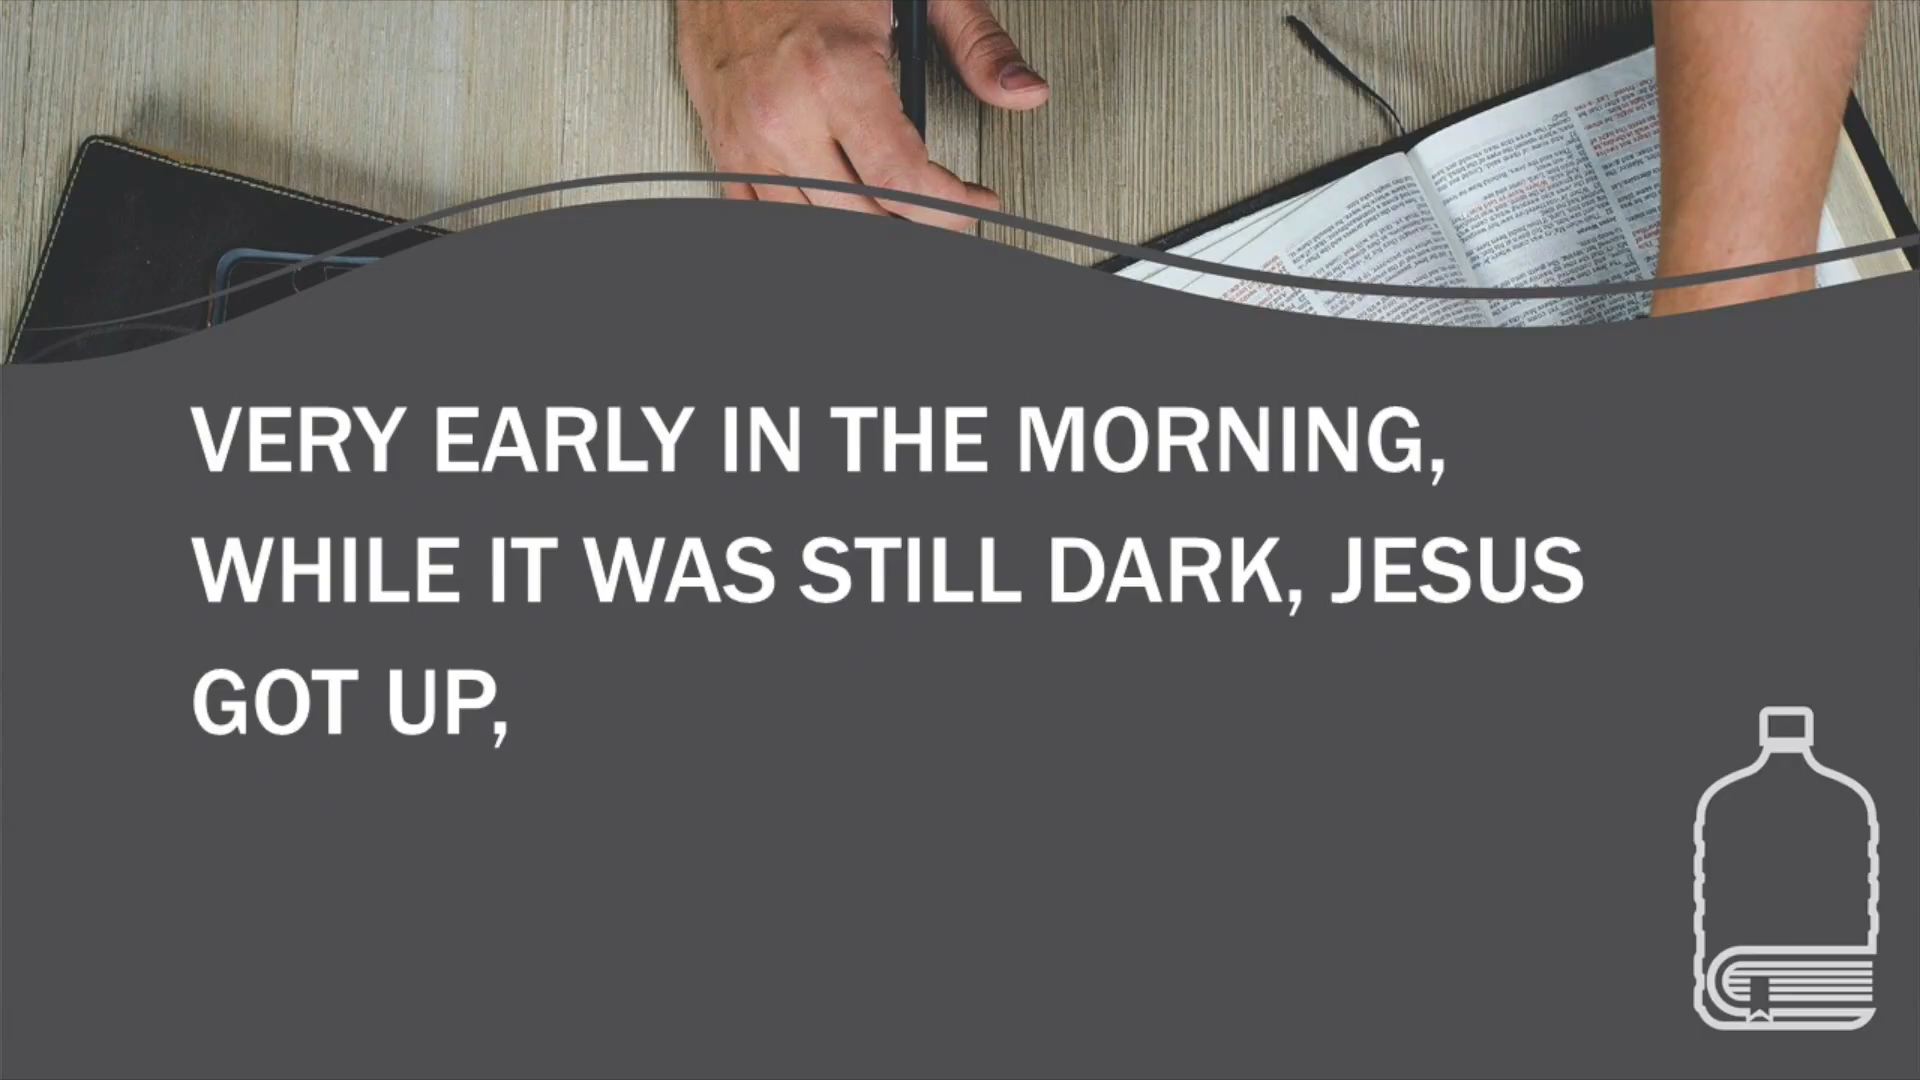 VERY EARLY IN THE MORNING,
WHILE IT WAS STILL DARK, JESUS
GOT UP,